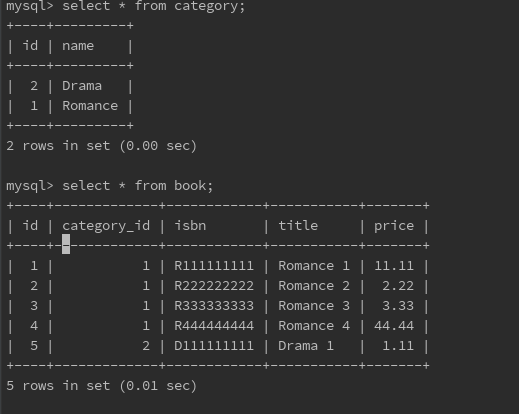 mysql> select * from category;
+----+---------+
| id | name    |
+----+---------+
|  2 | Drama   |
|  1 | Romance |
+----+---------+
2 rows in set (0.00 sec)

mysql> select * from book;
+----+-------------+------------+-----------+-------+
| id | category_id | isbn       | title     | price |
+----+-------------+------------+-----------+-------+
|  1 |           1 | R111111111 | Romance 1 | 11.11 |
|  2 |           1 | R222222222 | Romance 2 |  2.22 |
|  3 |           1 | R333333333 | Romance 3 |  3.33 |
|  4 |           1 | R444444444 | Romance 4 | 44.44 |
|  5 |           2 | D111111111 | Drama 1   |  1.11 |
+----+-------------+------------+-----------+-------+
5 rows in set (0.01 sec)